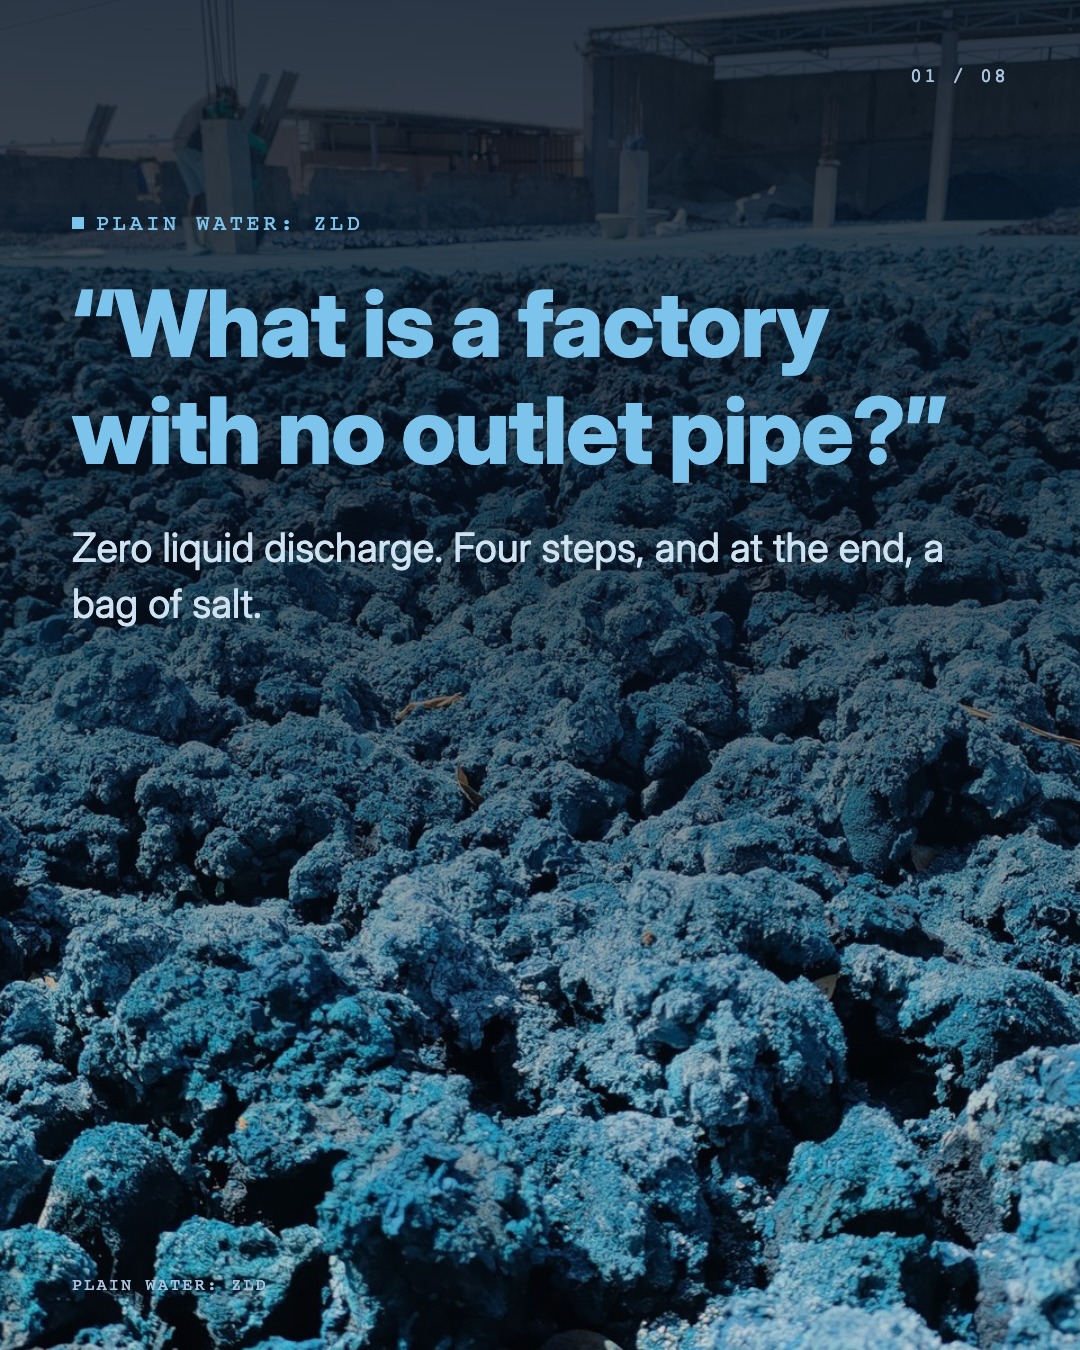 01 / 08
PLAIN WATER: ZLD
“What is a factory
with no outlet pipe?”
Zero liquid discharge. Four steps, and at the end, a
bag of salt.
PLAIN WATER: ZLD